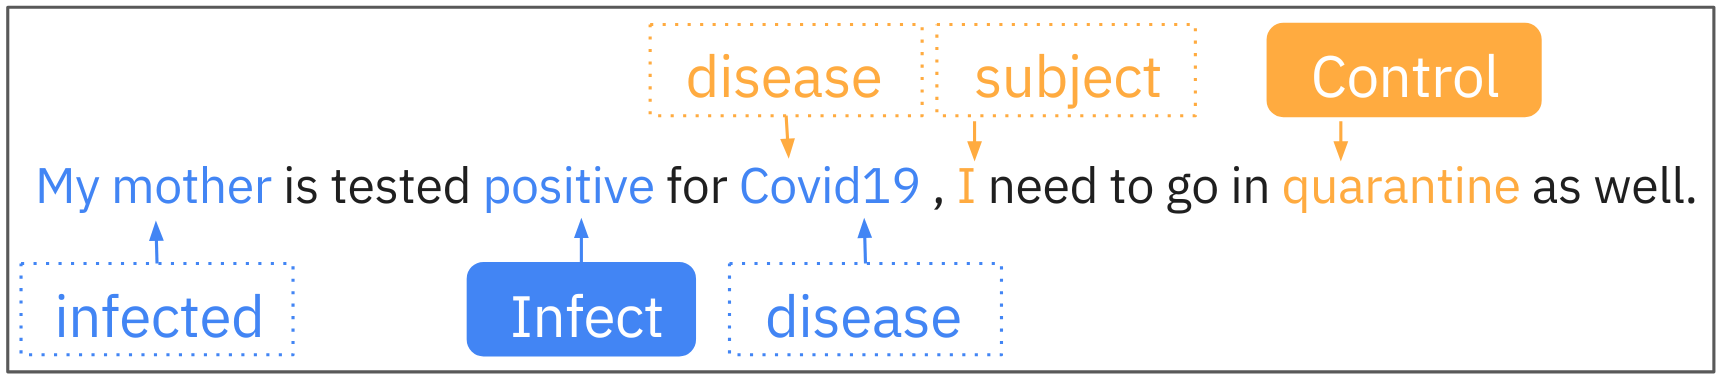 disease subject Control
My mother is tested positive for Covid19 , I need to go in quarantine as well.
infected Infect disease